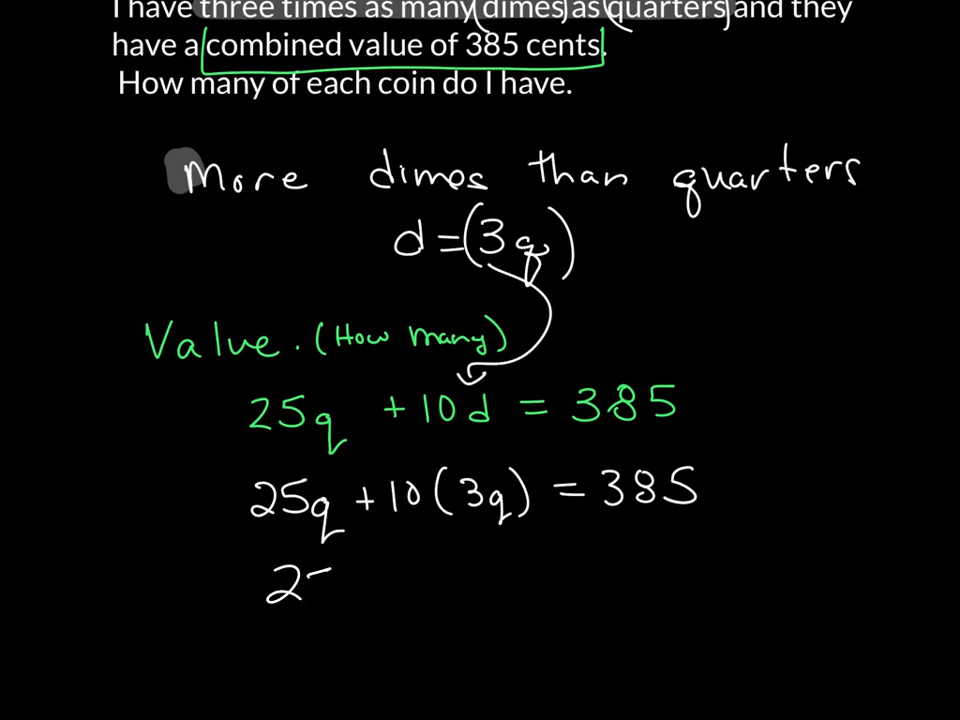 I have three times as many dimes as quarters and they
have a combined value of 385 cents.
How many of each coin do I have.
More dimes than quarters
d = (3q)
Value. (How many)
25q + 10d = 385
25q + 10(3q) = 385
2